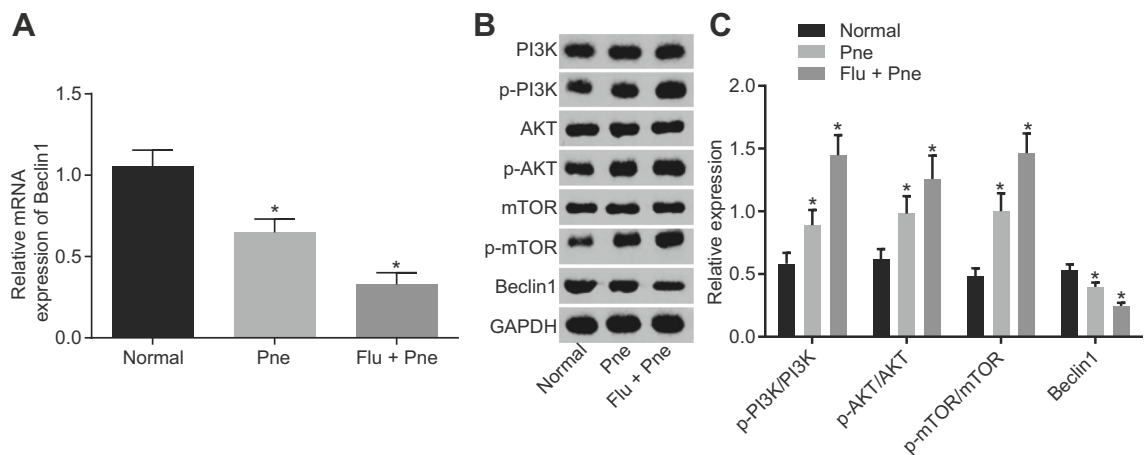 A
Relative mRNA
expression of Beclin1
1.5
1.0
0.5
0.0
*
*
Normal
Pne
Flu + Pne
B
PI3K
p-PI3K
AKT
p-AKT
mTOR
p-mTOR
Beclin1
GAPDH
Normal
Pne
Flu + Pne
C
Normal
Pne
Flu + Pne
Relative expression
2.0
1.5
1.0
0.5
0.0
*
*
*
*
*
*
*
*
p-PI3K/PI3K
p-AKT/AKT
p-mTOR/mTOR
Beclin1